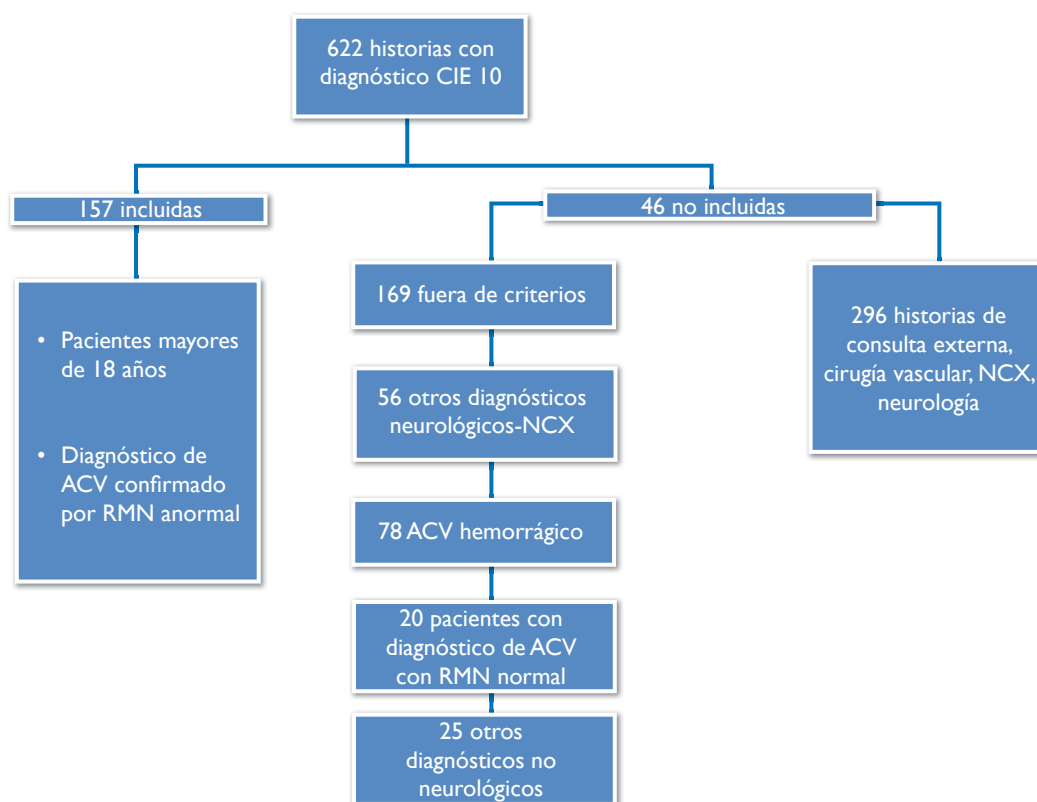 622 historias con
diagnóstico CIE 10
157 incluidas
46 no incluidas
• Pacientes mayores
de 18 años
• Diagnóstico de
ACV confirmado
por RMN anormal
169 fuera de criterios
56 otros diagnósticos
neurológicos-NCX
78 ACV hemorrágico
20 pacientes con
diagnóstico de ACV
con RMN normal
25 otros
diagnósticos no
neurológicos
296 historias de
consulta externa,
cirugía vascular, NCX,
neurología